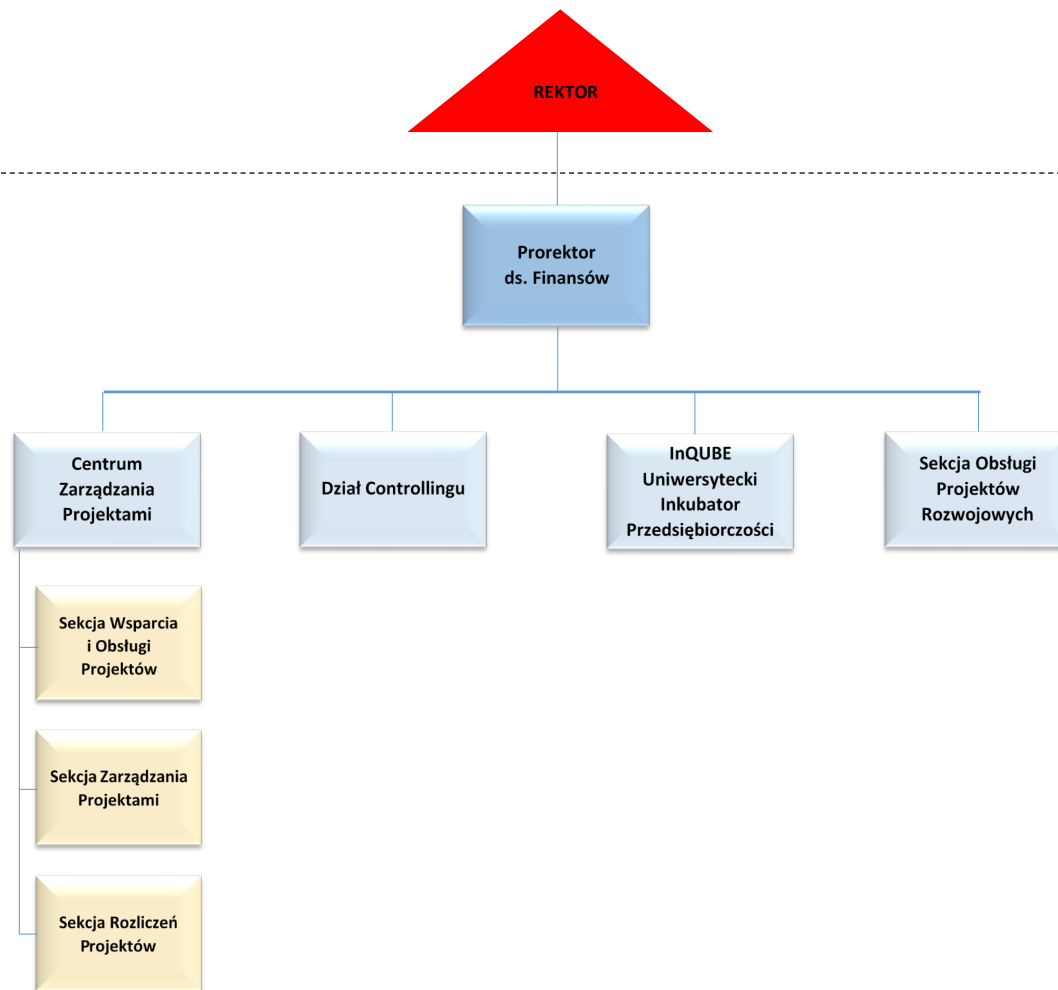 REKTOR
Prorektor
ds. Finansów
Centrum
Zarządzania
Projektami
Dział Controllingu
InQUBE
Uniwersytecki
Inkubator
Przedsiębiorczości
Sekcja Obsługi
Projektów
Rozwojowych
Sekcja Wsparcia
i Obsługi
Projektów
Sekcja Zarządzania
Projektami
Sekcja Rozliczeń
Projektów